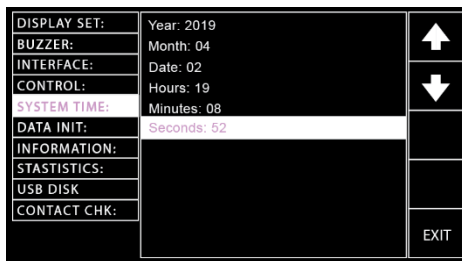 DISPLAY SET:
BUZZER:
INTERFACE:
CONTROL:
SYSTEM TIME:
DATA INIT:
INFORMATION:
STASTISTICS:
USB DISK
CONTACT CHK:
Year: 2019
Month: 04
Date: 02
Hours: 19
Minutes: 08
Seconds: 52
EXIT